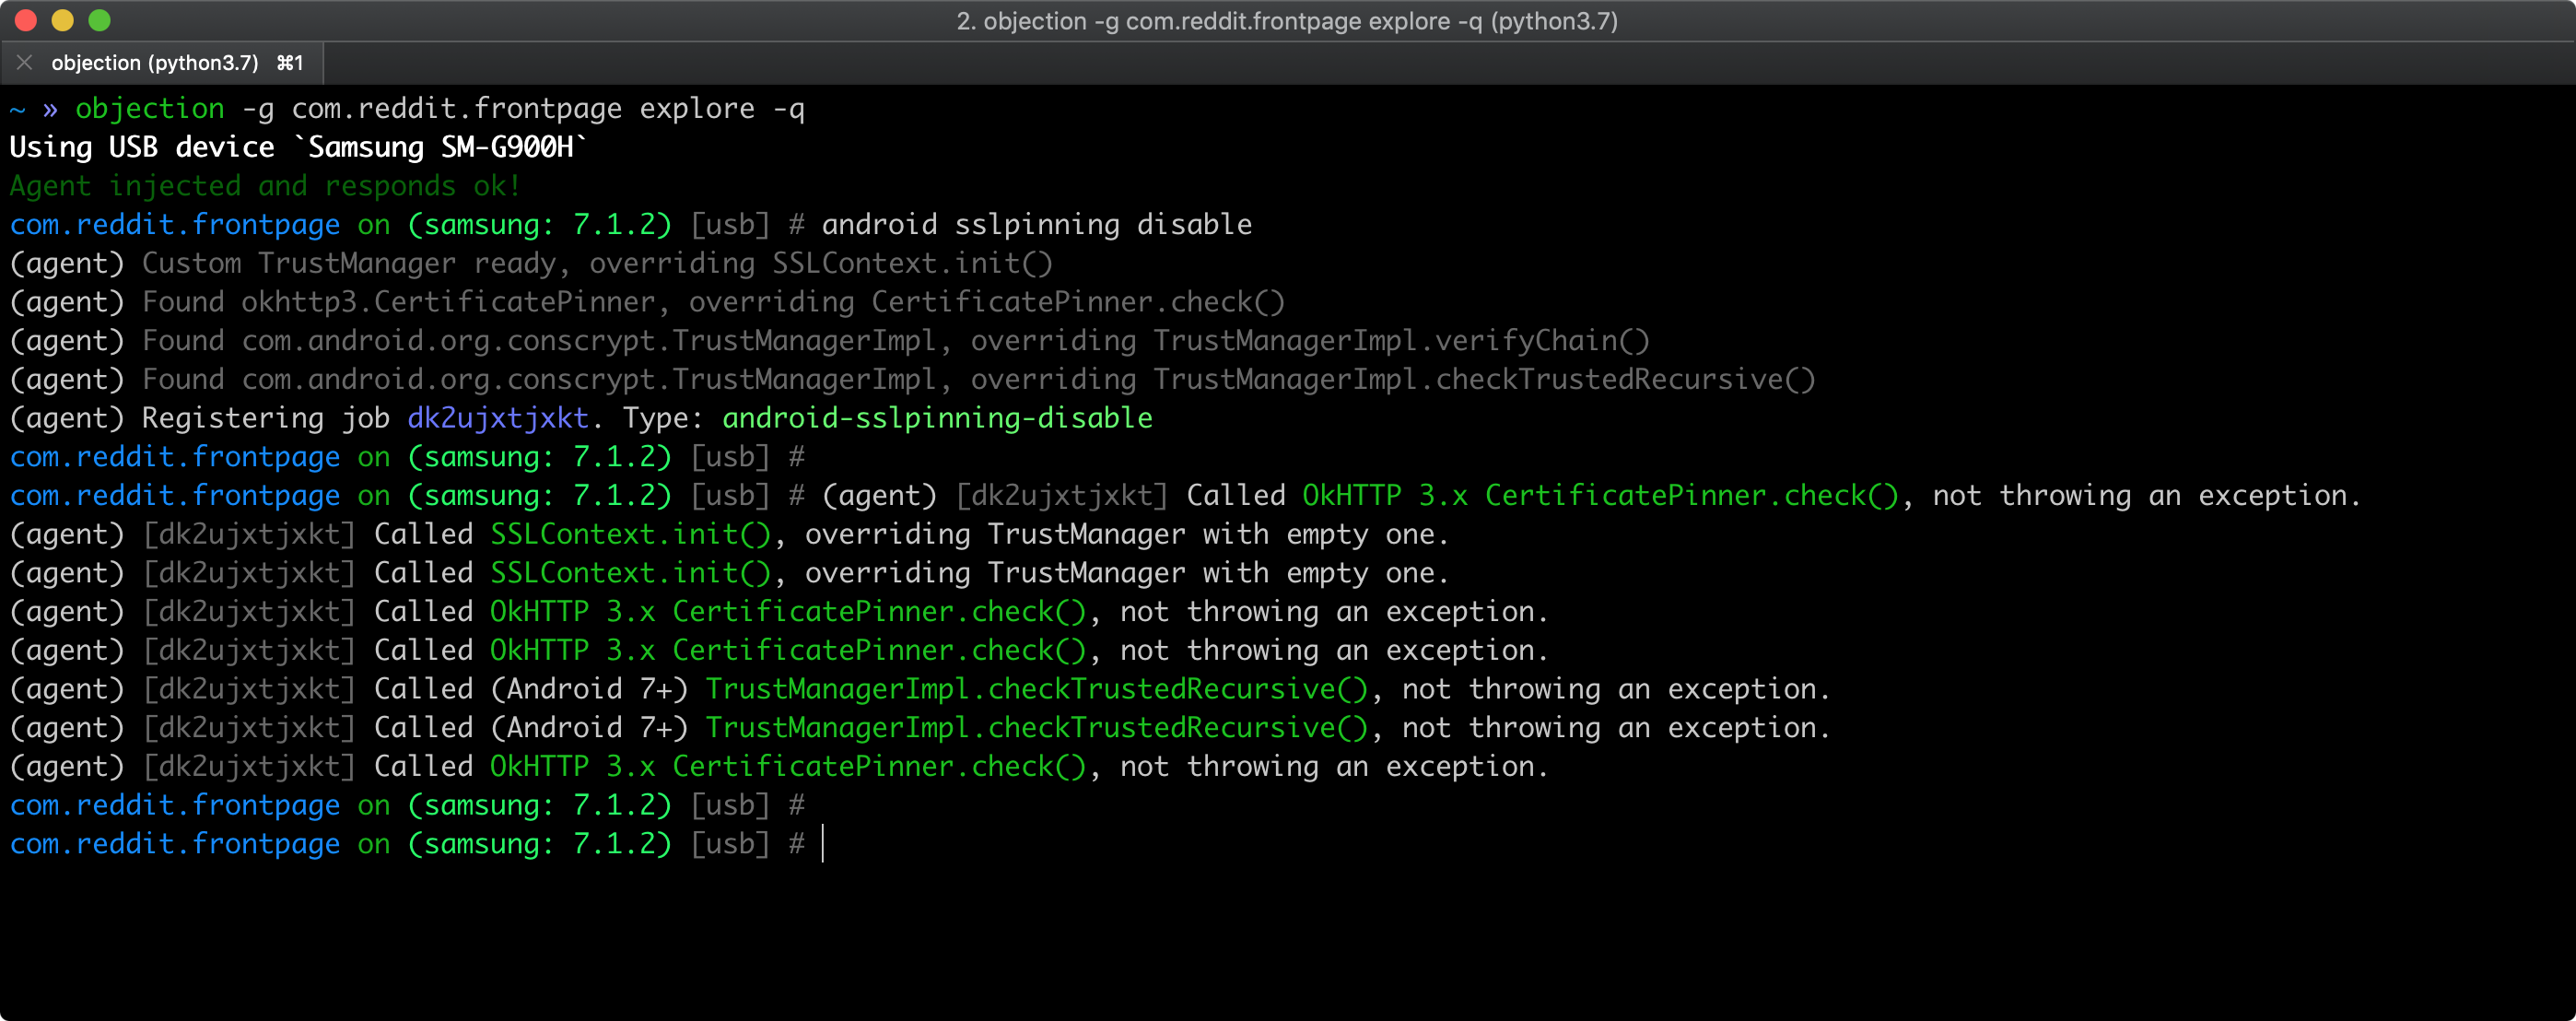 2. objection -g com.reddit.frontpage explore -q (python3.7)
objection (python3.7) ⌘1
~ » objection -g com.reddit.frontpage explore -q
Using USB device `Samsung SM-G900H`
Agent injected and responds ok!
com.reddit.frontpage on (samsung: 7.1.2) [usb] # android sslpinning disable
(agent) Custom TrustManager ready, overriding SSLContext.init()
(agent) Found okhttp3.CertificatePinner, overriding CertificatePinner.check()
(agent) Found com.android.org.conscrypt.TrustManagerImpl, overriding TrustManagerImpl.verifyChain()
(agent) Found com.android.org.conscrypt.TrustManagerImpl, overriding TrustManagerImpl.checkTrustedRecursive()
(agent) Registering job dk2ujxtjxkt. Type: android-sslpinning-disable
com.reddit.frontpage on (samsung: 7.1.2) [usb] #
com.reddit.frontpage on (samsung: 7.1.2) [usb] # (agent) [dk2ujxtjxkt] Called OkHTTP 3.x CertificatePinner.check(), not throwing an exception.
(agent) [dk2ujxtjxkt] Called SSLContext.init(), overriding TrustManager with empty one.
(agent) [dk2ujxtjxkt] Called SSLContext.init(), overriding TrustManager with empty one.
(agent) [dk2ujxtjxkt] Called OkHTTP 3.x CertificatePinner.check(), not throwing an exception.
(agent) [dk2ujxtjxkt] Called OkHTTP 3.x CertificatePinner.check(), not throwing an exception.
(agent) [dk2ujxtjxkt] Called (Android 7+) TrustManagerImpl.checkTrustedRecursive(), not throwing an exception.
(agent) [dk2ujxtjxkt] Called (Android 7+) TrustManagerImpl.checkTrustedRecursive(), not throwing an exception.
(agent) [dk2ujxtjxkt] Called OkHTTP 3.x CertificatePinner.check(), not throwing an exception.
com.reddit.frontpage on (samsung: 7.1.2) [usb] #
com.reddit.frontpage on (samsung: 7.1.2) [usb] #